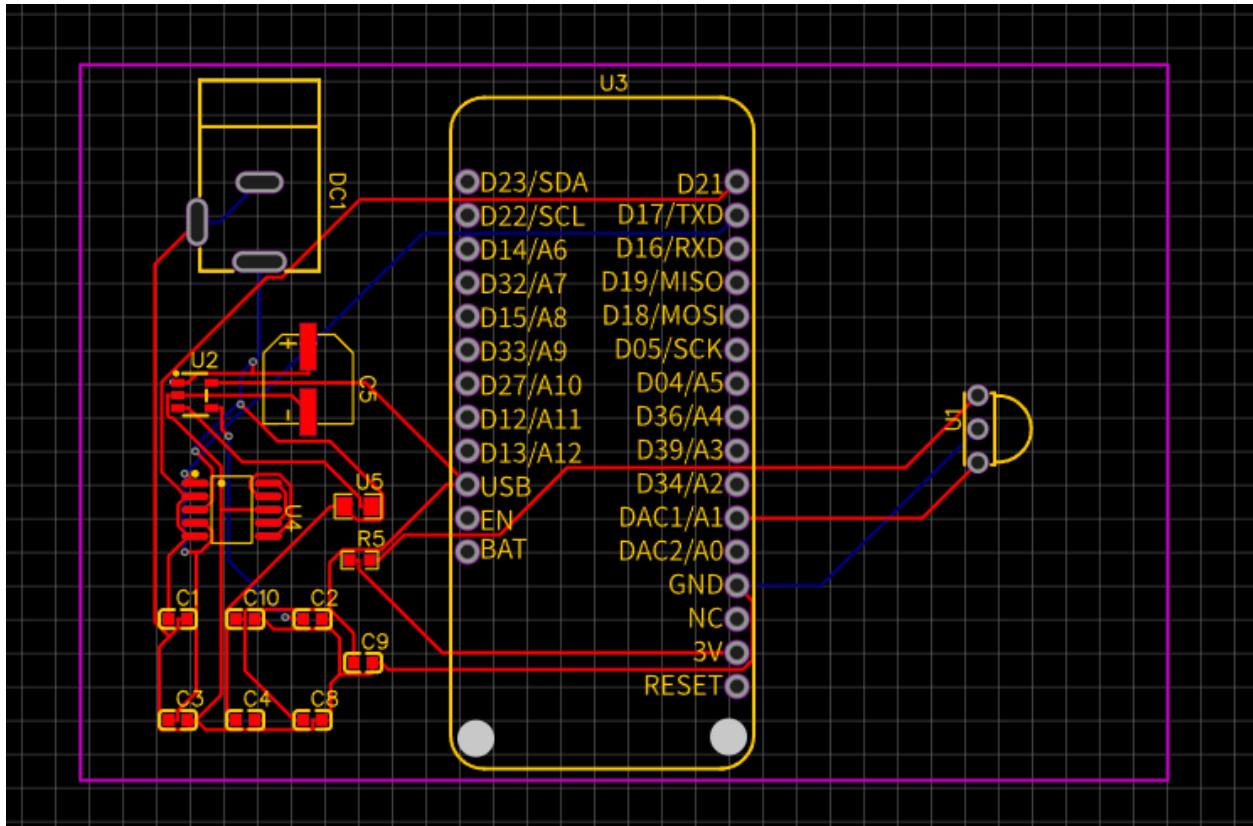 U3
DC1
D23/SDA
D22/SCL
D14/A6
D32/A7
D15/A8
D33/A9
D27/A10
D12/A11
D13/A12
USB
EN
BAT
D21
D17/TXD
D16/RXD
D19/MISO
D18/MOSI
D05/SCK
D04/A5
D36/A4
D39/A3
D34/A2
DAC1/A1
DAC2/A0
GND
NC
3V
RESET
U2
+
-
C5
U1
U5
U4
R5
C1
C10
C2
C9
C3
C4
C8